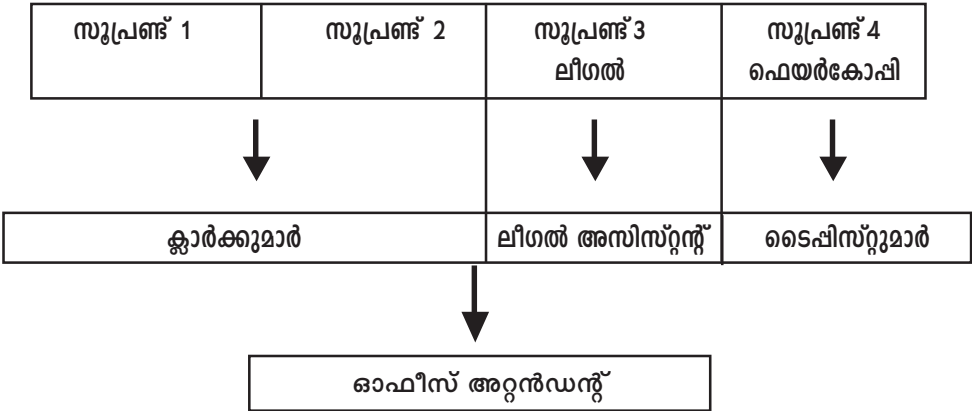 സൂപ്രണ്ട് 1
സൂപ്രണ്ട് 2
സൂപ്രണ്ട് 3
ലീഗൽ
സൂപ്രണ്ട് 4
ഫെയർകോപ്പി
ക്ലാർക്കുമാർ
ലീഗൽ അസിസ്റ്റന്റ്
ടൈപ്പിസ്റ്റുമാർ
ഓഫീസ് അറ്റൻഡന്റ്